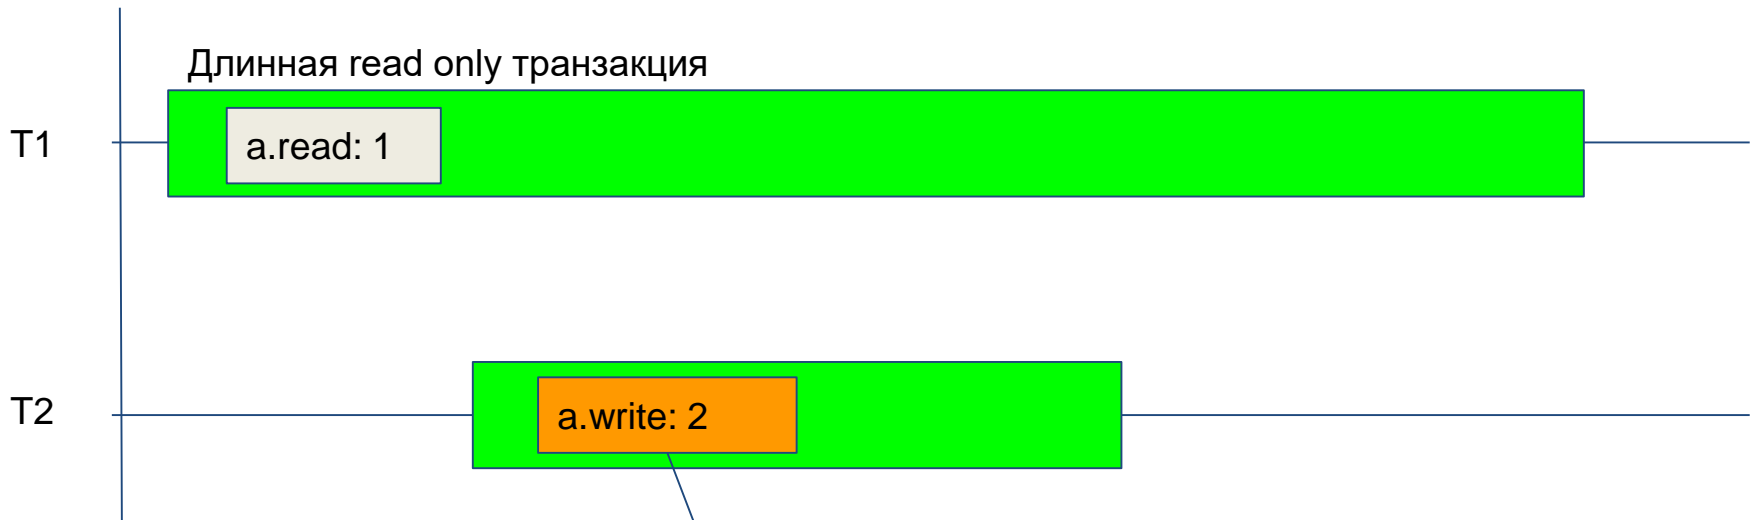 Длинная read only транзакция
T1
a.read: 1
T2
a.write: 2